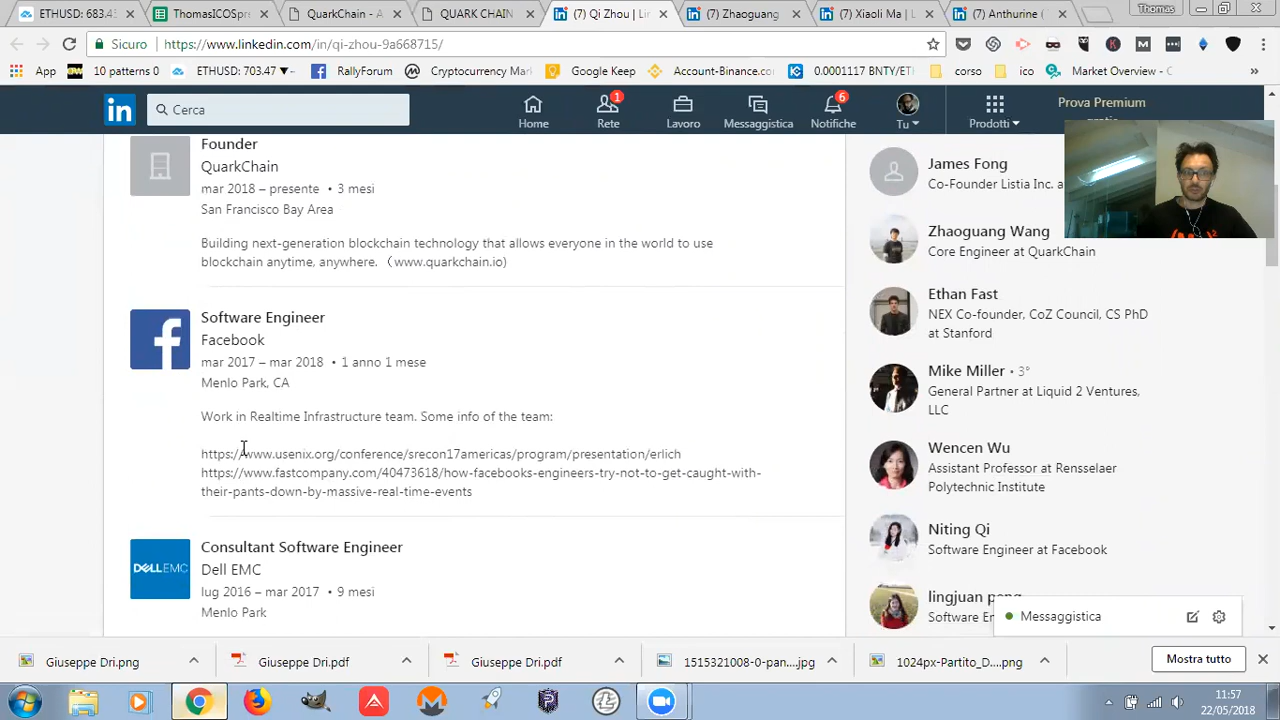 ETHUSD: 683.4
ThomasICOSpr
QuarkChain - A
QUARK CHAIN
(7) Qi Zhou | Lin
(7) Zhaoguang
(7) Xiaoli Ma | L
(7) Anthurine |
Thomas
Sicuro
https://www.linkedin.com/in/qi-zhou-9a668715/
App
10 patterns 0
ETHUSD: 703.47 ▼
RallyForum
Cryptocurrency Mar
Google Keep
Account-Binance.co
0.0001117 BNTY/ET
corso
ico
Market Overview - C
»
in
Cerca
Home
Rete
1
Lavoro
Messaggistica
Notifiche
6
Tu
Prodotti
Prova Premium
gratis
Founder
QuarkChain
mar 2018 – presente • 3 mesi
San Francisco Bay Area
Building next-generation blockchain technology that allows everyone in the world to use
blockchain anytime, anywhere. （www.quarkchain.io)
Software Engineer
Facebook
mar 2017 – mar 2018 • 1 anno 1 mese
Menlo Park, CA
Work in Realtime Infrastructure team. Some info of the team:
https://www.usenix.org/conference/srecon17americas/program/presentation/erlich
https://www.fastcompany.com/40473618/how-facebooks-engineers-try-not-to-get-caught-with-
their-pants-down-by-massive-real-time-events
DELLEMC
Consultant Software Engineer
Dell EMC
lug 2016 – mar 2017 • 9 mesi
Menlo Park
James Fong
Co-Founder Listia Inc. a
Zhaoguang Wang
Core Engineer at QuarkChain
Ethan Fast
NEX Co-founder, CoZ Council, CS PhD
at Stanford
Mike Miller • 3°
General Partner at Liquid 2 Ventures,
LLC
Wencen Wu
Assistant Professor at Rensselaer
Polytechnic Institute
Niting Qi
Software Engineer at Facebook
lingjuan peng
Software En
Messaggistica
Giuseppe Dri.png
Giuseppe Dri.pdf
Giuseppe Dri.pdf
1515321008-0-pan....jpg
1024px-Partito_D....png
Mostra tutto
11:57
22/05/2018